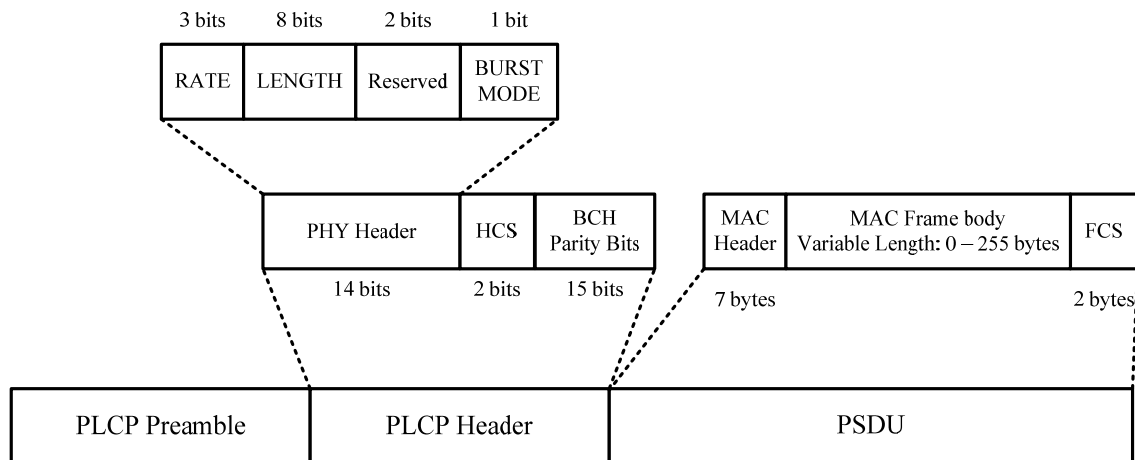 3 bits
8 bits
2 bits
1 bit
RATE
LENGTH
Reserved
BURST
MODE
PHY Header
HCS
BCH
Parity Bits
MAC
Header
MAC Frame body
Variable Length: 0 – 255 bytes
FCS
14 bits
2 bits
15 bits
7 bytes
2 bytes
PLCP Preamble
PLCP Header
PSDU